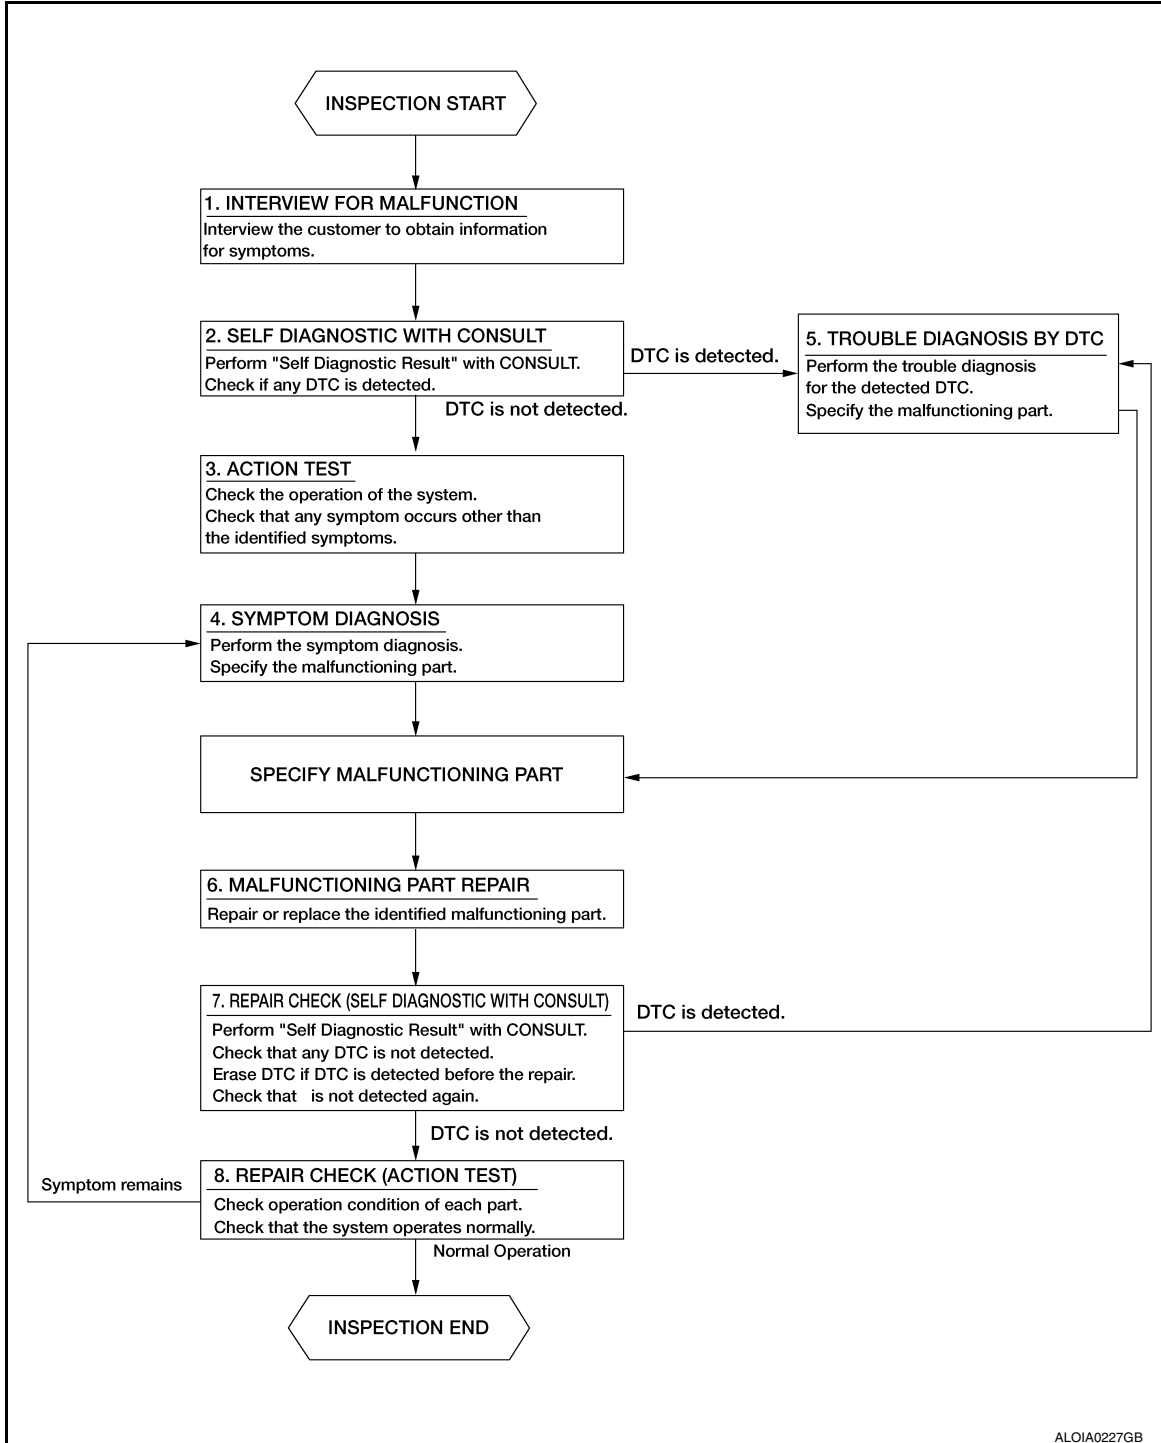 INSPECTION START
1. INTERVIEW FOR MALFUNCTION
Interview the customer to obtain information
for symptoms.
2. SELF DIAGNOSTIC WITH CONSULT
Perform "Self Diagnostic Result" with CONSULT.
Check if any DTC is detected.
DTC is detected.
5. TROUBLE DIAGNOSIS BY DTC
Perform the trouble diagnosis
for the detected DTC.
Specify the malfunctioning part.
DTC is not detected.
3. ACTION TEST
Check the operation of the system.
Check that any symptom occurs other than
the identified symptoms.
4. SYMPTOM DIAGNOSIS
Perform the symptom diagnosis.
Specify the malfunctioning part.
SPECIFY MALFUNCTIONING PART
6. MALFUNCTIONING PART REPAIR
Repair or replace the identified malfunctioning part.
7. REPAIR CHECK (SELF DIAGNOSTIC WITH CONSULT)
Perform "Self Diagnostic Result" with CONSULT.
Check that any DTC is not detected.
Erase DTC if DTC is detected before the repair.
Check that   is not detected again.
DTC is detected.
DTC is not detected.
8. REPAIR CHECK (ACTION TEST)
Check operation condition of each part.
Check that the system operates normally.
Symptom remains
Normal Operation
INSPECTION END
ALOIA0227GB